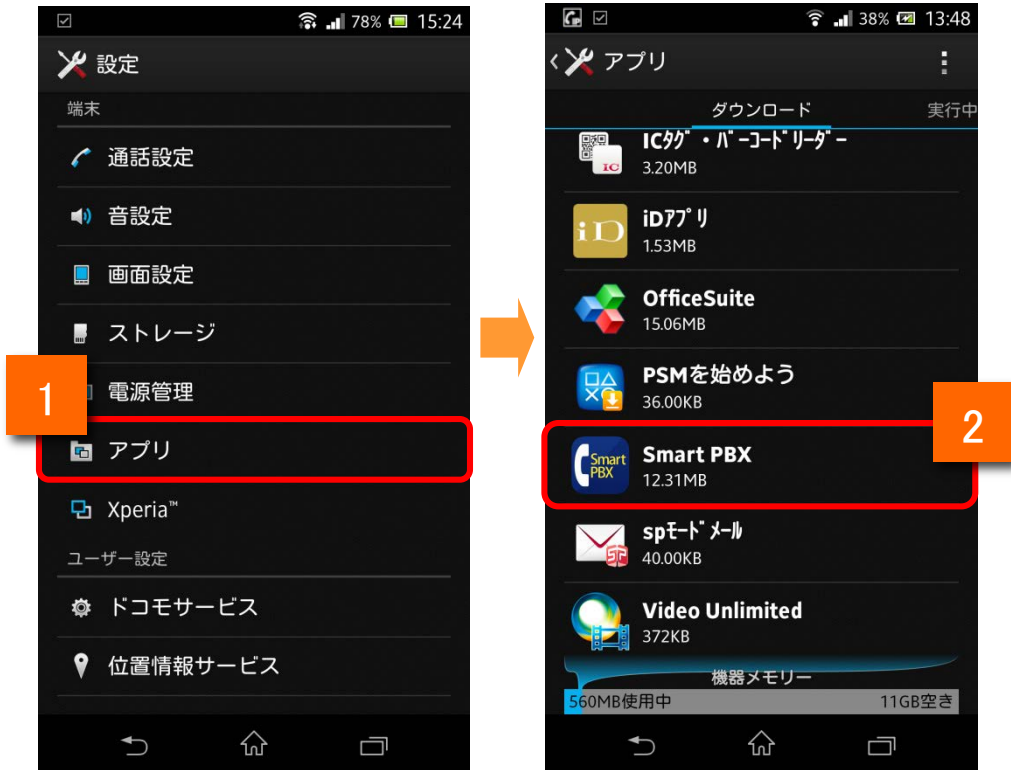 78% 15:24
設定
端末
通話設定
音設定
画面設定
ストレージ
1
電源管理
アプリ
Xperia™
ユーザー設定
ドコモサービス
位置情報サービス
38% 13:48
アプリ
ダウンロード 実行中
ICタグ・バーコードリーダー
IC
3.20MB
iD
iDアプリ
1.53MB
OfficeSuite
15.06MB
PSMを始めよう
36.00KB
2
Smart PBX
Smart PBX
12.31MB
spモードメール
40.00KB
Video Unlimited
372KB
機器メモリー
560MB使用中 11GB空き